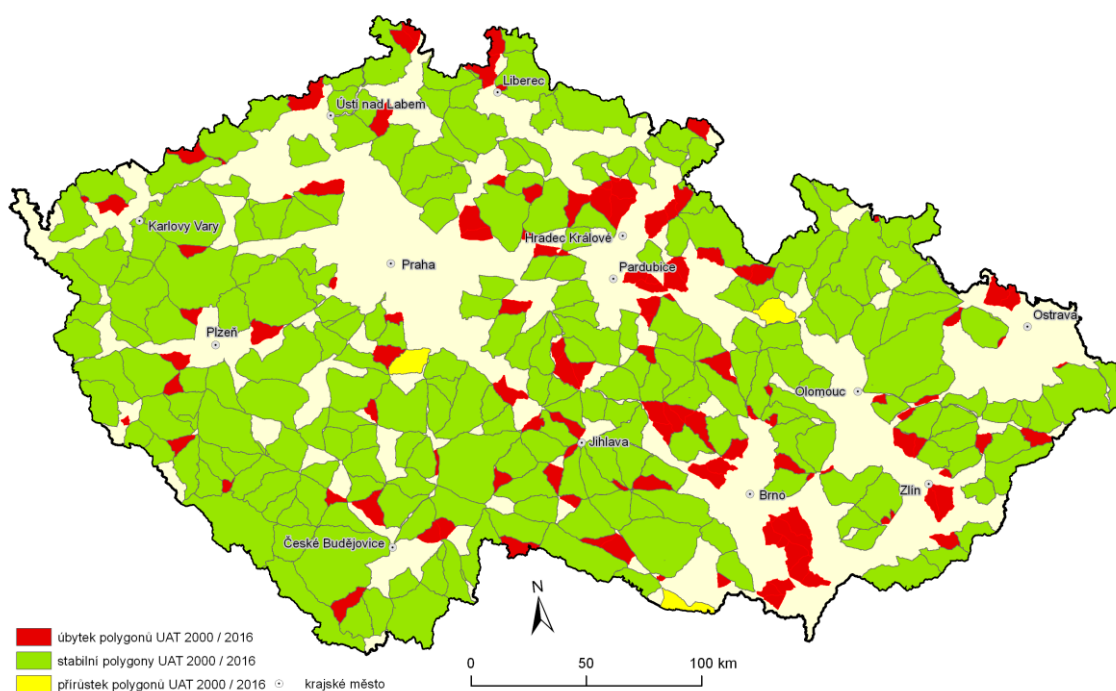 Liberec
Ústí nad Labem
Karlovy Vary
Hradec Králové
Praha
Pardubice
Ostrava
Plzeň
Olomouc
Jihlava
Zlín
Brno
České Budějovice
N
úbytek polygonů UAT 2000 / 2016
stabilní polygony UAT 2000 / 2016
přírůstek polygonů UAT 2000 / 2016 krajské město
0 50 100 km